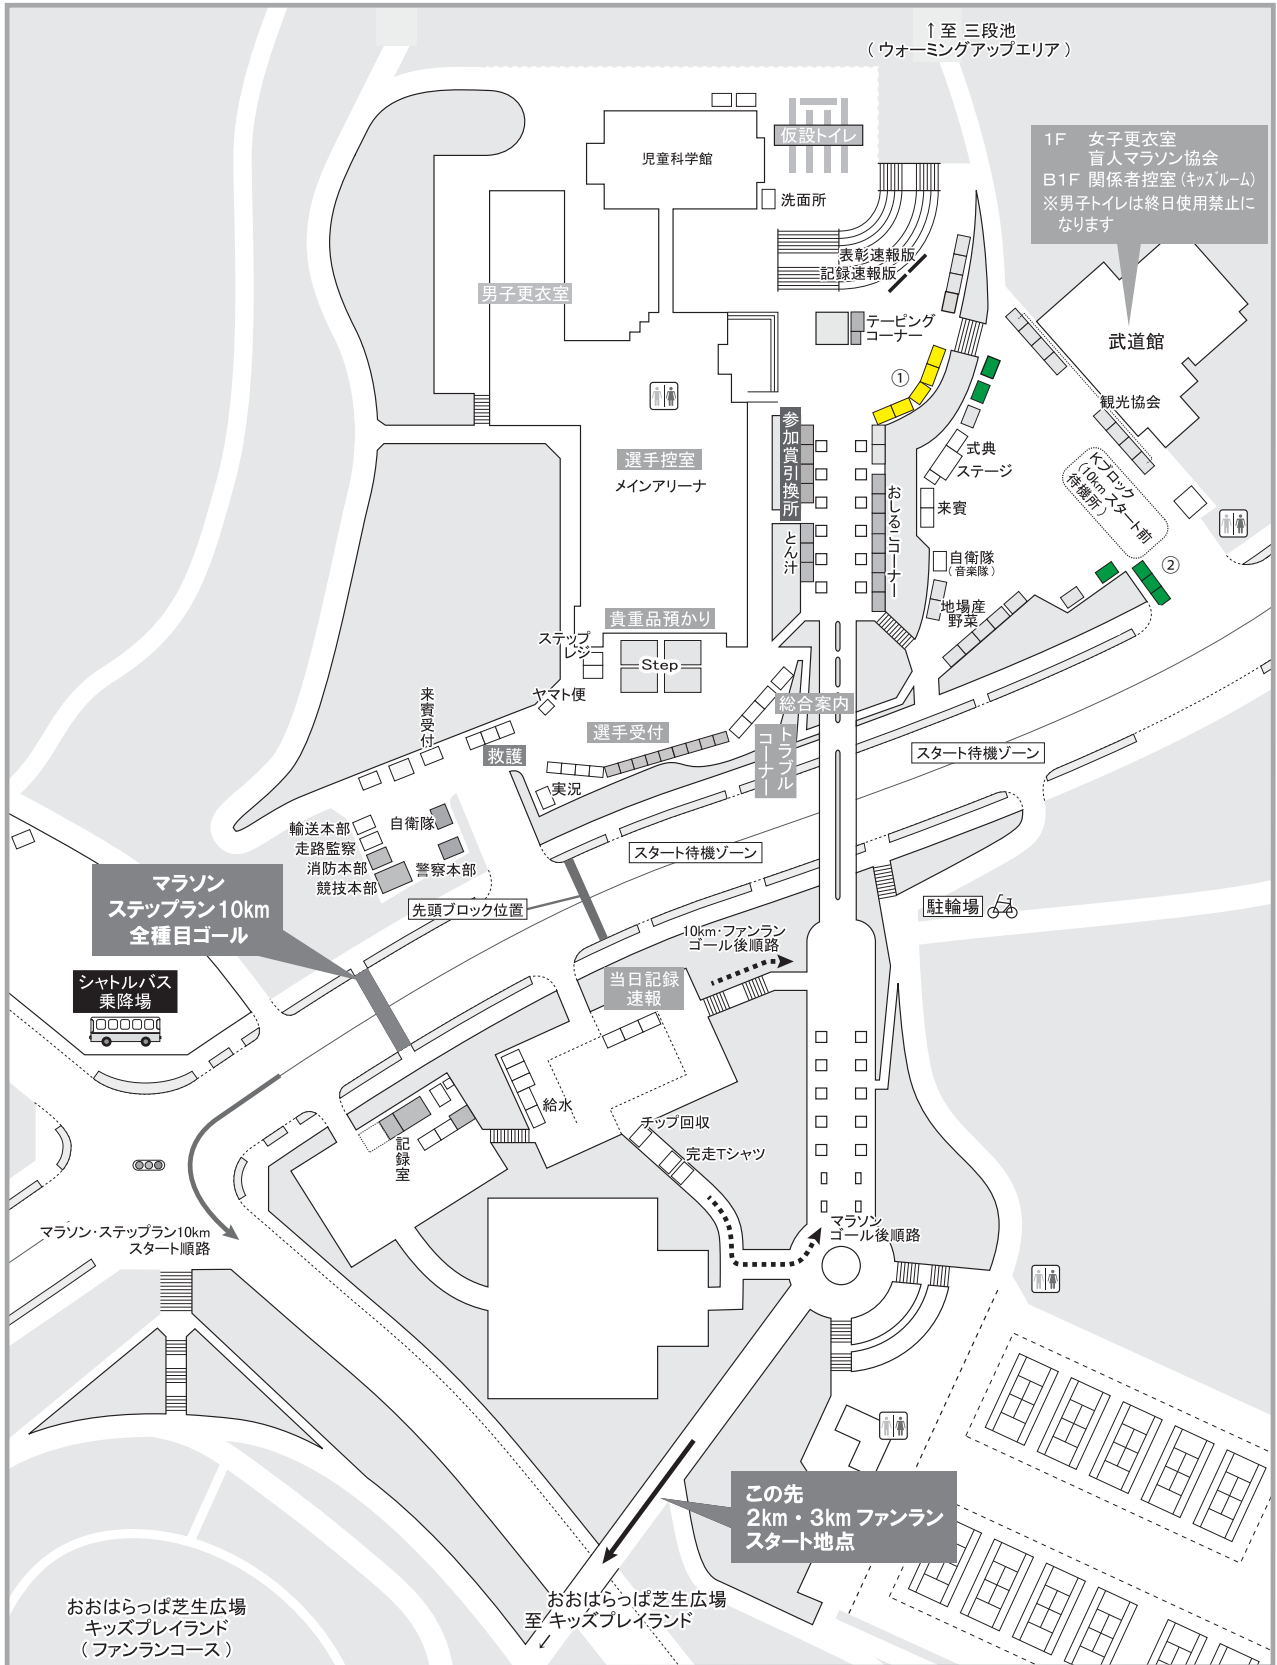 ↑至 三段池
（ウォーミングアップエリア）
仮設トイレ
児童科学館
洗面所
1F 女子更衣室
盲人マラソン協会
B1F 関係者控室(キッズルーム)
※男子トイレは終日使用禁止に
なります
表彰速報版
記録速報版
男子更衣室
テーピング
コーナー
武道館
①
観光協会
参加賞引換所
選手控室
メインアリーナ
式典
ステージ
Kブロック
(10km スタート前
待機所)
おしるこコーナー
来賓
とん汁
自衛隊
（音楽隊）
②
地場産
野菜
貴重品預かり
ステップ
レジ
Step
ヤマト便
来賓受付
総合案内
選手受付
トラブル
コーナー
救護
スタート待機ゾーン
実況
輸送本部
自衛隊
走路監察
消防本部
警察本部
競技本部
スタート待機ゾーン
マラソン
ステップラン10km
全種目ゴール
先頭ブロック位置
駐輪場
10km・ファンラン
ゴール後順路
シャトルバス
乗降場
当日記録
速報
給水
チップ回収
記録室
完走Tシャツ
マラソン・ステップラン10km
スタート順路
マラソン
ゴール後順路
この先
2km・3kmファンラン
スタート地点
おおはらっぱ芝生広場
至 キッズプレイランド
おおはらっぱ芝生広場
キッズプレイランド
（ファンランコース）